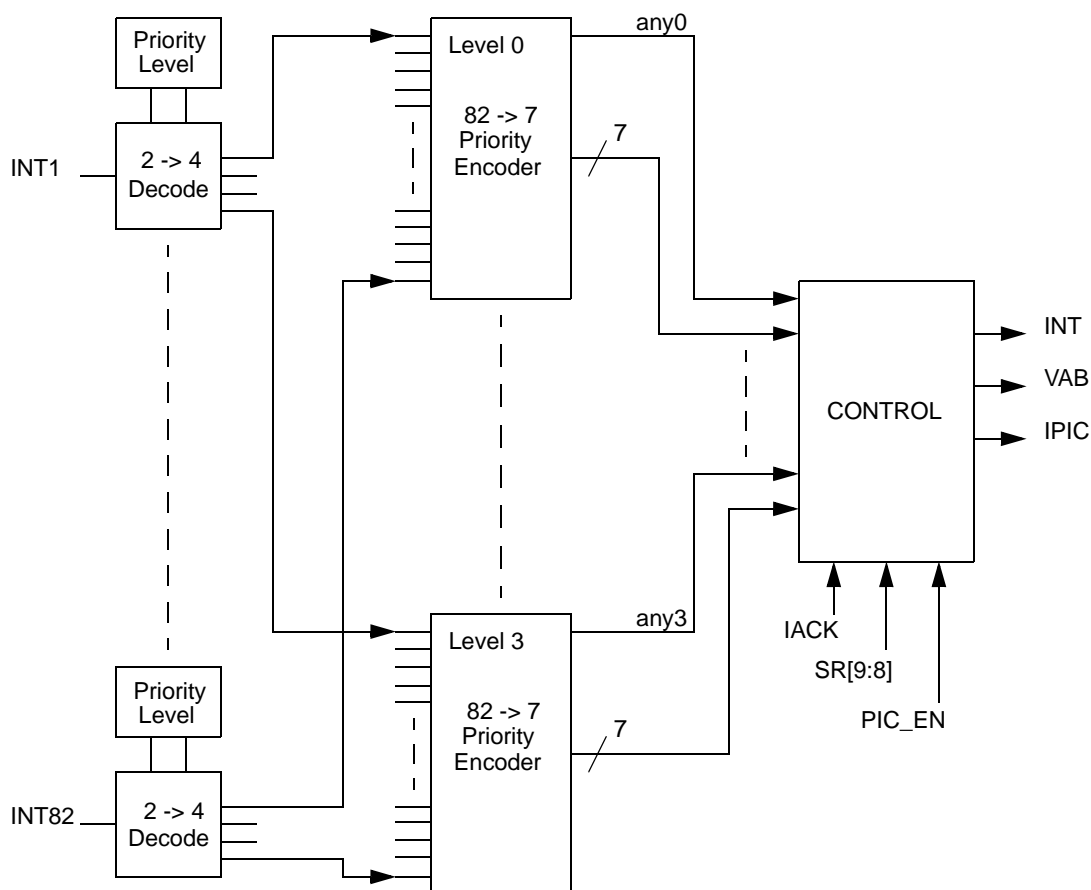 Priority
Level
2 -> 4
Decode
INT1
Level 0
82 -> 7
Priority
Encoder
any0
7
CONTROL
INT
VAB
IPIC
IACK
SR[9:8]
PIC_EN
Priority
Level
2 -> 4
Decode
INT82
Level 3
82 -> 7
Priority
Encoder
any3
7